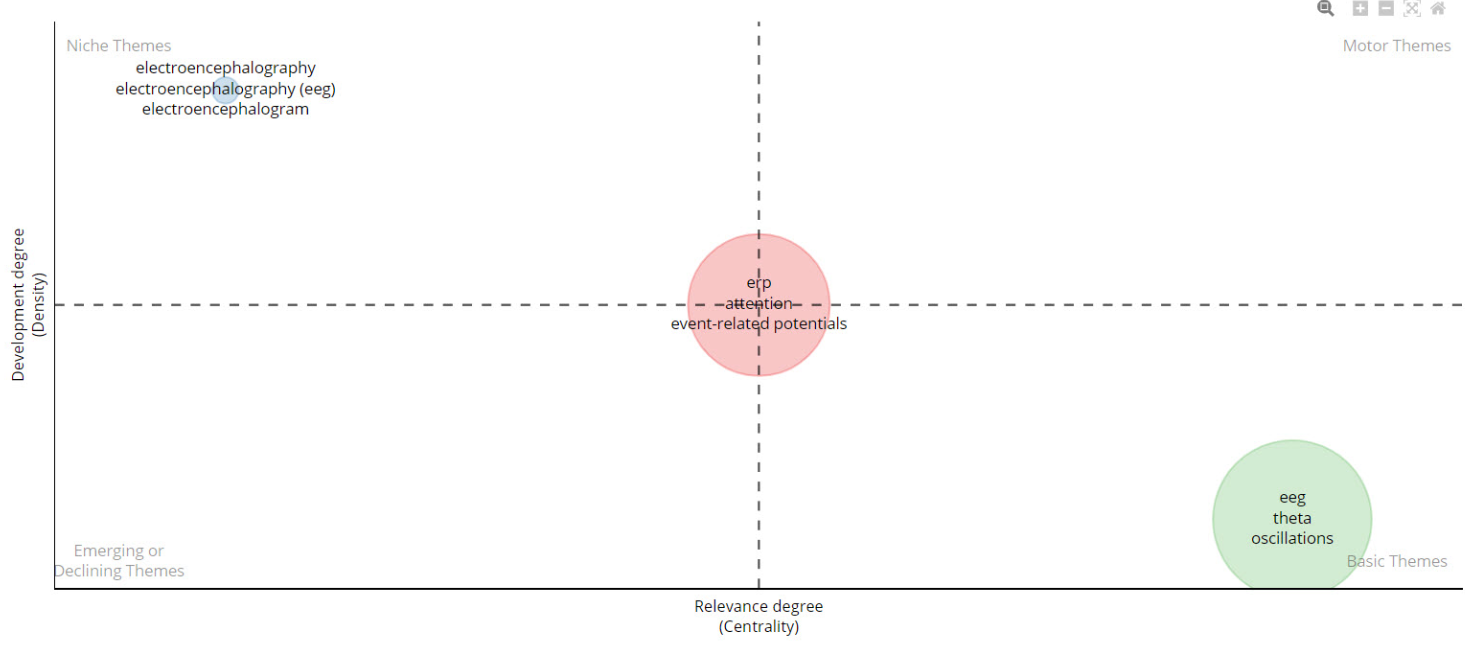 Niche Themes
Motor Themes
electroencephalography
electroencephalography (eeg)
electroencephalogram
Development degree
(Density)
erp
attention
event-related potentials
eeg
theta
oscillations
Emerging or
Declining Themes
Basic Themes
Relevance degree
(Centrality)